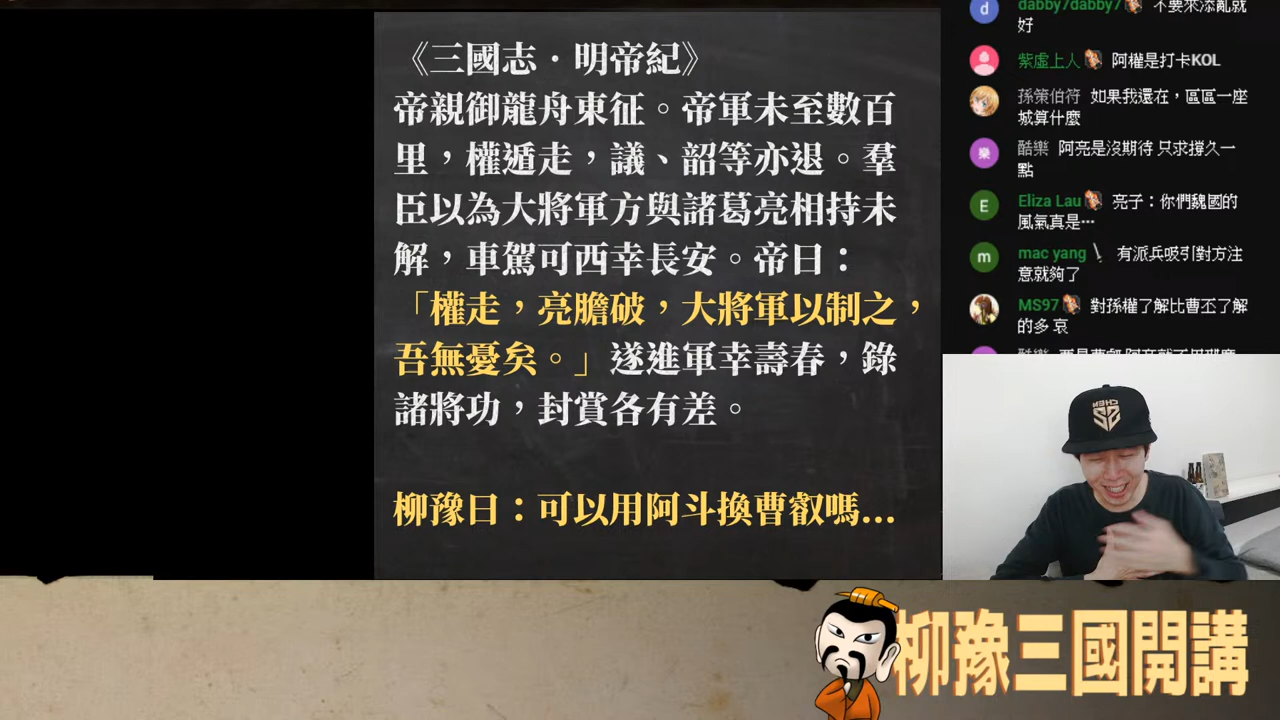 《三國志．明帝紀》
帝親御龍舟東征。帝軍未至數百
里，權遁走，議、韶等亦退。羣
臣以為大將軍方與諸葛亮相持未
解，車駕可西幸長安。帝曰：
「權走，亮膽破，大將軍以制之，
吾無憂矣。」遂進軍幸壽春，錄
諸將功，封賞各有差。
柳豫曰：可以用阿斗換曹叡嗎...
dabby7dabby7 不要來添亂就
好
紫虛上人 阿權是打卡KOL
孫策伯符 如果我還在，區區一座
城算什麼
酷樂 阿亮是沒期待 只求撐久一
點
Eliza Lau 亮子：你們魏國的
風氣真是…
mac yang 有派兵吸引對方注
意就夠了
MS97 對孫權了解比曹丕了解
的多 哀
柳豫三國開講